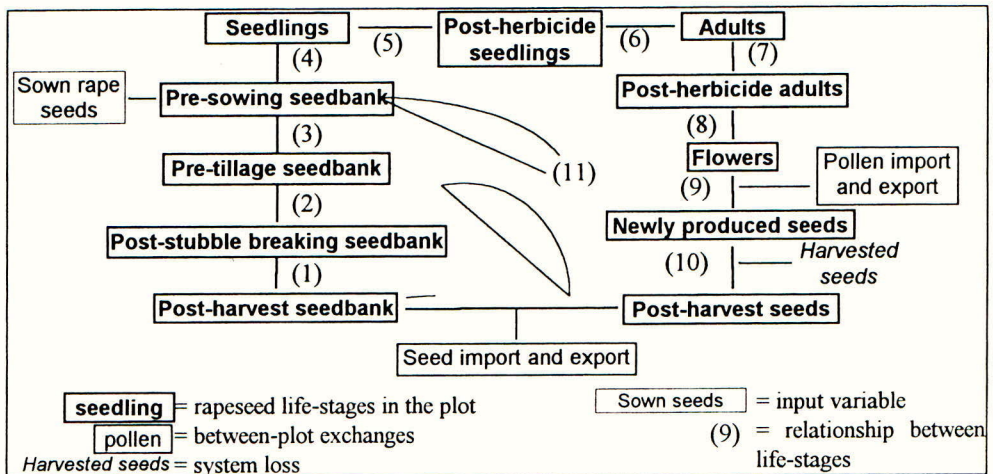 Seedlings
(5)
Post-herbicide
seedlings
(6)
Adults
(4)
(7)
Sown rape
seeds
Pre-sowing seedbank
Post-herbicide adults
(3)
(8)
(11)
Pre-tillage seedbank
Flowers
(2)
(9)
Pollen import
and export
Post-stubble breaking seedbank
Newly produced seeds
(1)
(10)
Harvested
seeds
Post-harvest seedbank
Post-harvest seeds
Seed import and export
seedling = rapeseed life-stages in the plot
pollen = between-plot exchanges
Harvested seeds = system loss
Sown seeds = input variable
(9) = relationship between
life-stages